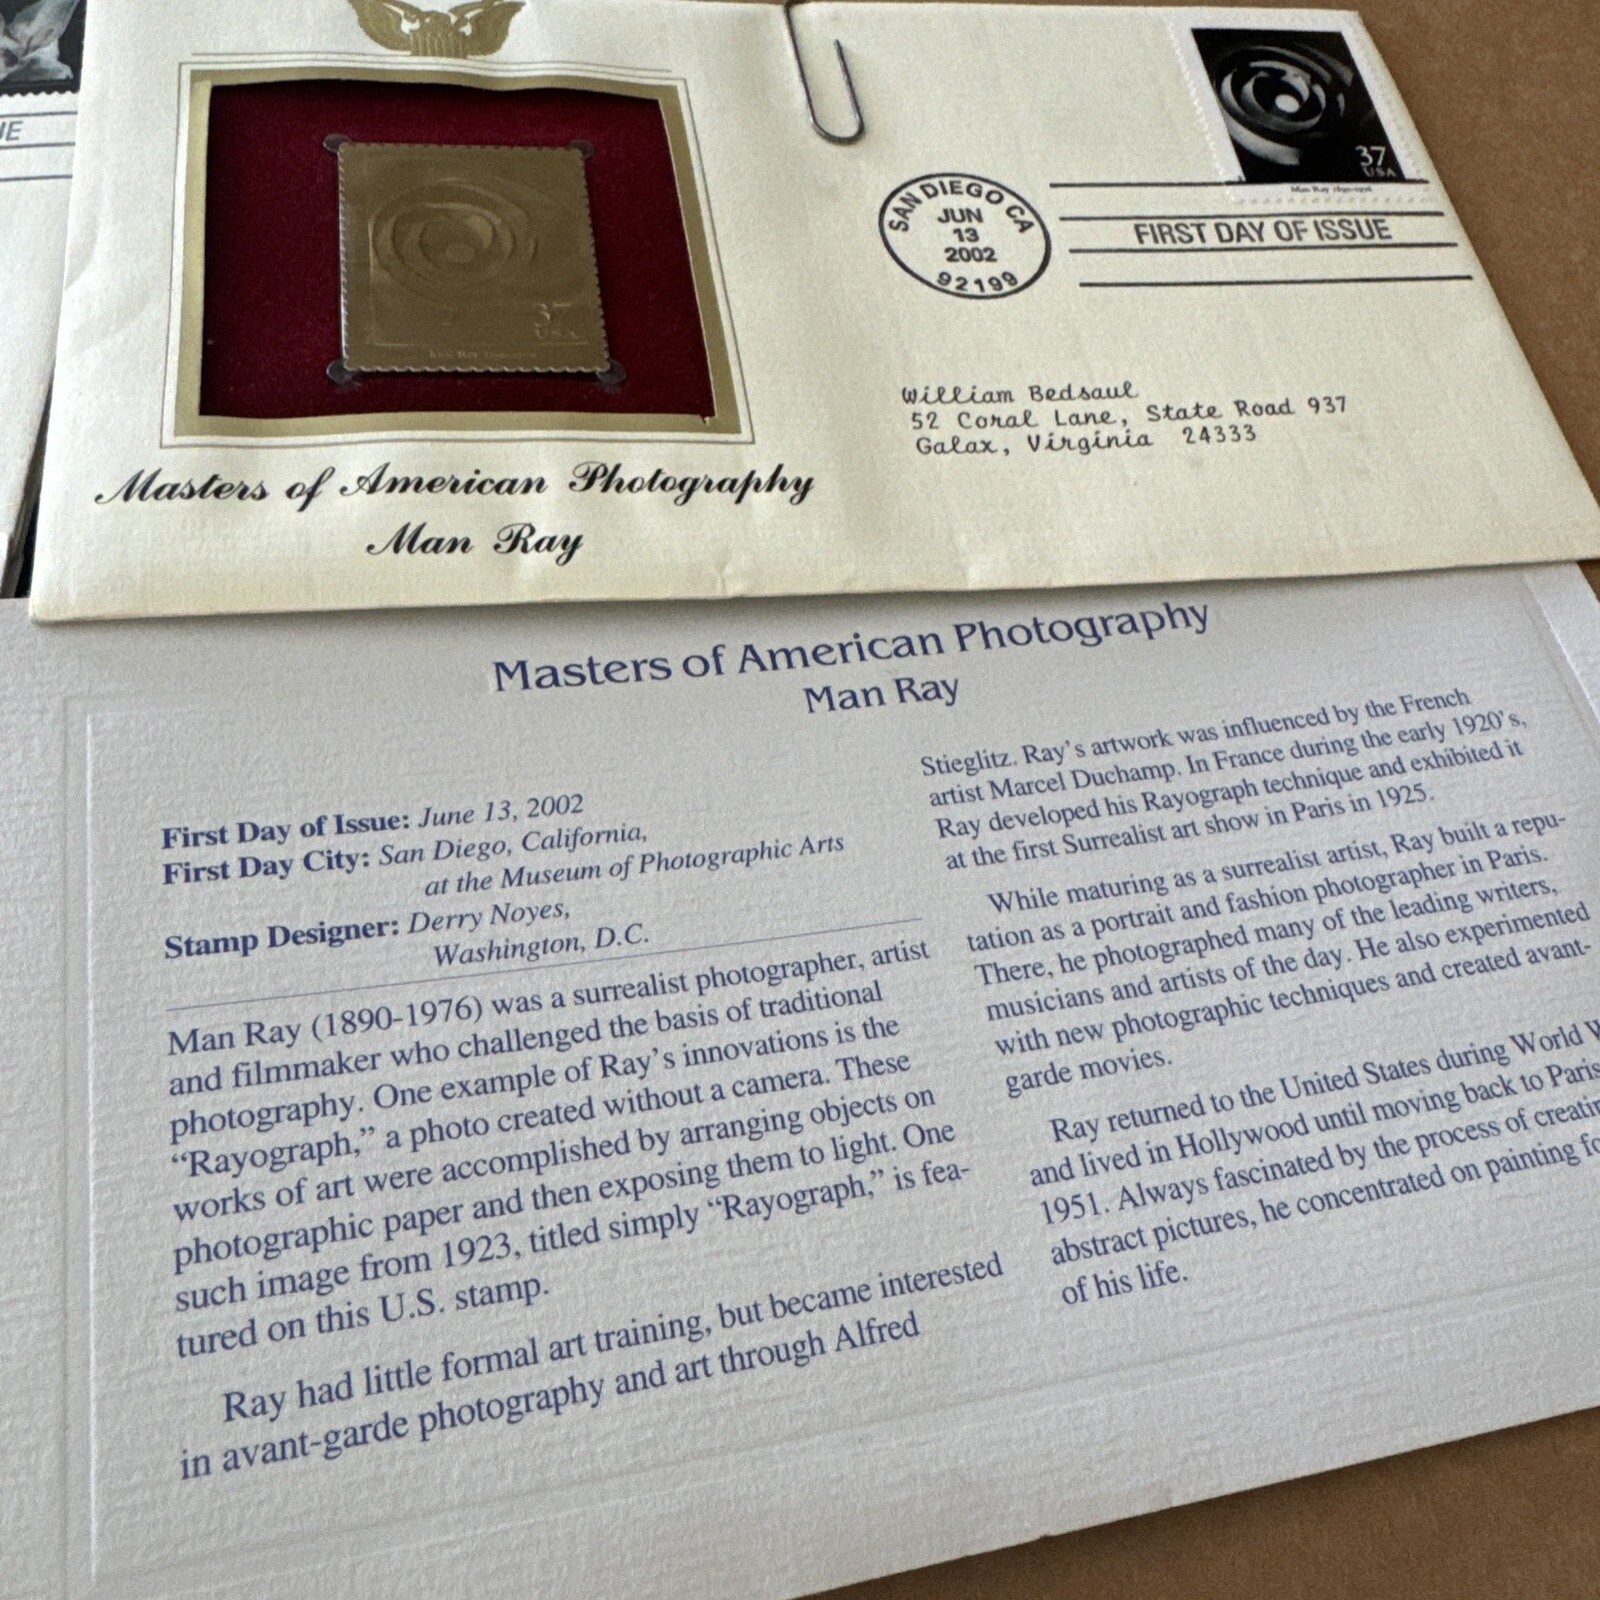 UE
37
USA
Man Ray 1890-1976
SAN DIEGO CA
JUN
13
2002
92199
FIRST DAY OF ISSUE
37
USA
William Bedsaul
52 Coral Lane, State Road 937
Galax, Virginia 24333
Masters of American Photography
Man Ray
Masters of American Photography
Man Ray
First Day of Issue: June 13, 2002
First Day City: San Diego, California,
at the Museum of Photographic Arts
Stamp Designer: Derry Noyes,
Washington, D.C.
Man Ray (1890-1976) was a surrealist photographer, artist
and filmmaker who challenged the basis of traditional
photography. One example of Ray's innovations is the
“Rayograph,” a photo created without a camera. These
works of art were accomplished by arranging objects on
photographic paper and then exposing them to light. One
such image from 1923, titled simply “Rayograph,” is fea-
tured on this U.S. stamp.
Ray had little formal art training, but became interested
in avant-garde photography and art through Alfred
Stieglitz. Ray's artwork was influenced by the French
artist Marcel Duchamp. In France during the early 1920's,
Ray developed his Rayograph technique and exhibited it
at the first Surrealist art show in Paris in 1925.
While maturing as a surrealist artist, Ray built a repu-
tation as a portrait and fashion photographer in Paris.
There, he photographed many of the leading writers,
musicians and artists of the day. He also experimented
with new photographic techniques and created avant-
garde movies.
Ray returned to the United States during World W
and lived in Hollywood until moving back to Paris
1951. Always fascinated by the process of creatin
abstract pictures, he concentrated on painting fo
of his life.